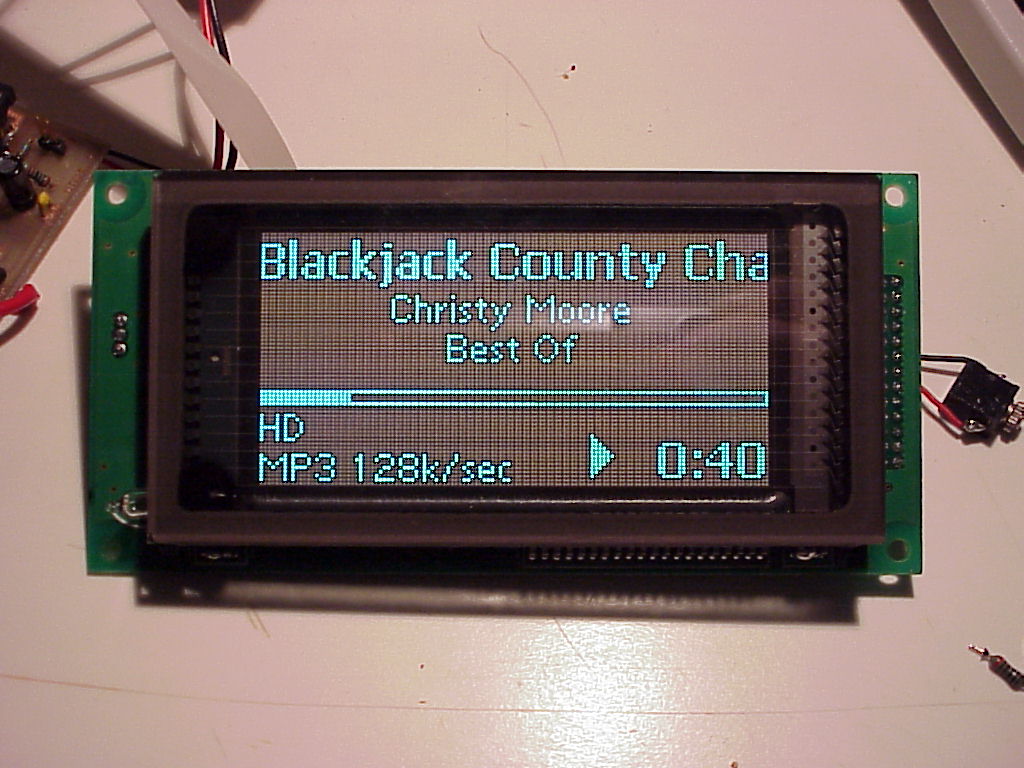 Blackjack County Cha
Christy Moore
Best Of
HD
MP3 128k/sec 0:40